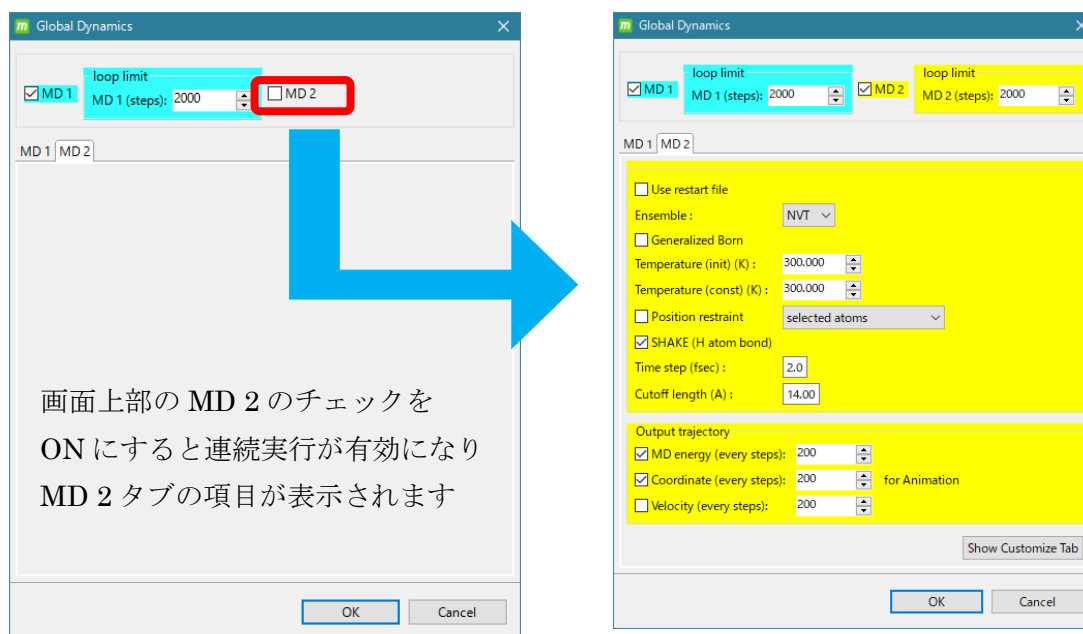 m Global Dynamics
loop limit
MD 1
MD 1 (steps): 2000
MD 2
MD 1 MD 2
画面上部の MD 2 のチェックを
ON にすると連続実行が有効になり
MD 2 タブの項目が表示されます
OK Cancel
m Global Dynamics
loop limit
MD 1
MD 1 (steps): 2000
loop limit
MD 2
MD 2 (steps): 2000
MD 1 MD 2
Use restart file
Ensemble : NVT
Generalized Born
Temperature (init) (K) : 300.000
Temperature (const) (K) : 300.000
Position restraint selected atoms
SHAKE (H atom bond)
Time step (fsec) : 2.0
Cutoff length (A) : 14.00
Output trajectory
MD energy (every steps): 200
Coordinate (every steps): 200 for Animation
Velocity (every steps): 200
Show Customize Tab
OK Cancel